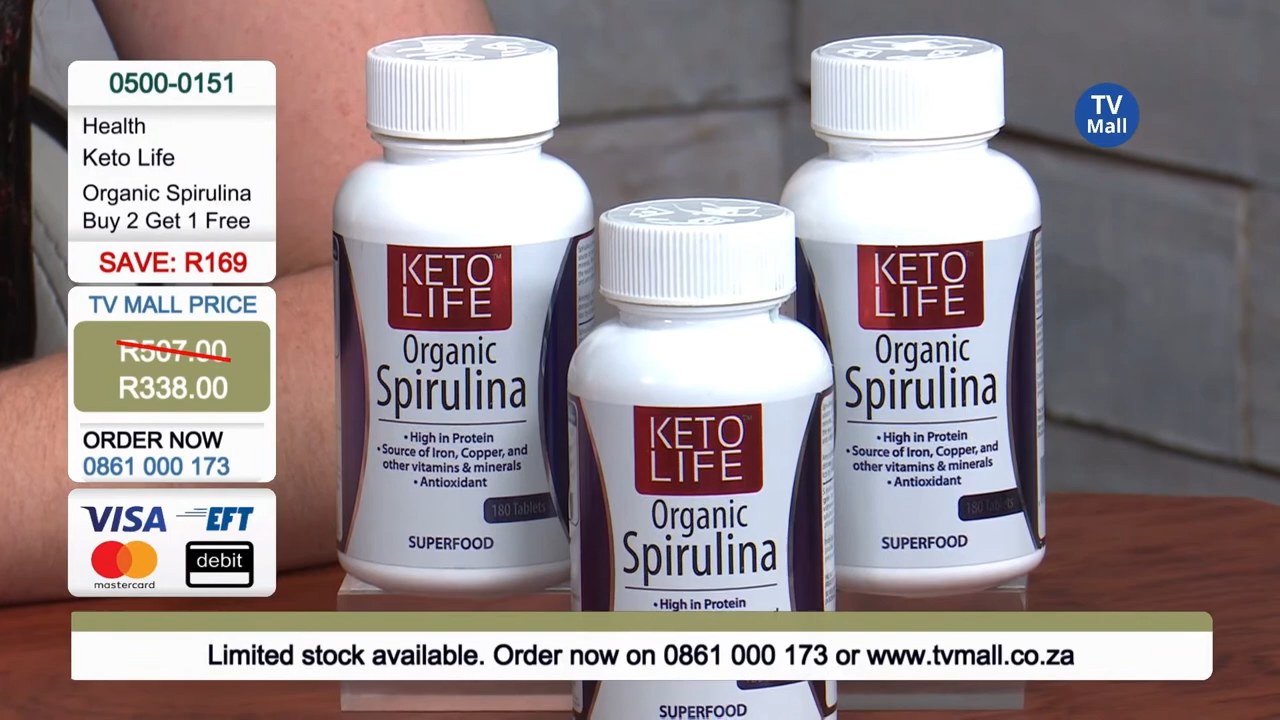 0500-0151
Health
Keto Life
Organic Spirulina
Buy 2 Get 1 Free
SAVE: R169
TV MALL PRICE
R507.00
R338.00
ORDER NOW
0861 000 173
VISA EFT
mastercard debit
TV
Mall
KETO
LIFE
Organic
Spirulina
• High in Protein
• Source of Iron, Copper, and
other vitamins & minerals
• Antioxidant
180 Tablets
SUPERFOOD
KETO
LIFE
Organic
Spirulina
• High in Protein
SUPERFOOD
KETO
LIFE
Organic
Spirulina
• High in Protein
• Source of Iron, Copper, and
other vitamins & minerals
• Antioxidant
180 Tablets
SUPERFOOD
Limited stock available. Order now on 0861 000 173 or www.tvmall.co.za